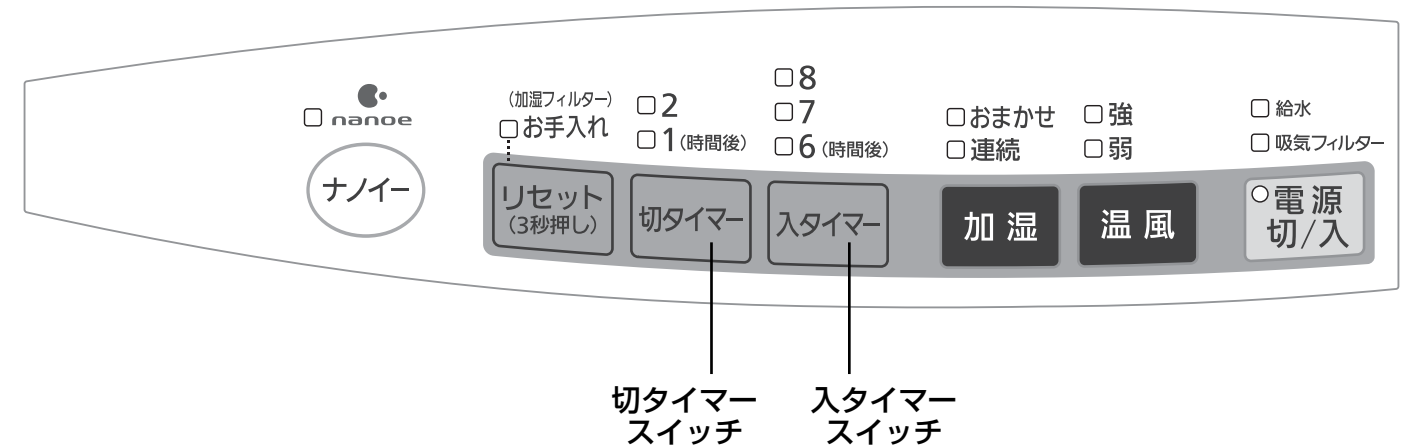 nanoe
ナノイー
(加湿フィルター)
お手入れ
リセット
(3秒押し)
2
1(時間後)
切タイマー
8
7
6(時間後)
入タイマー
おまかせ
連続
加湿
強
弱
温風
給水
吸気フィルター
電源
切/入
切タイマー
スイッチ
入タイマー
スイッチ